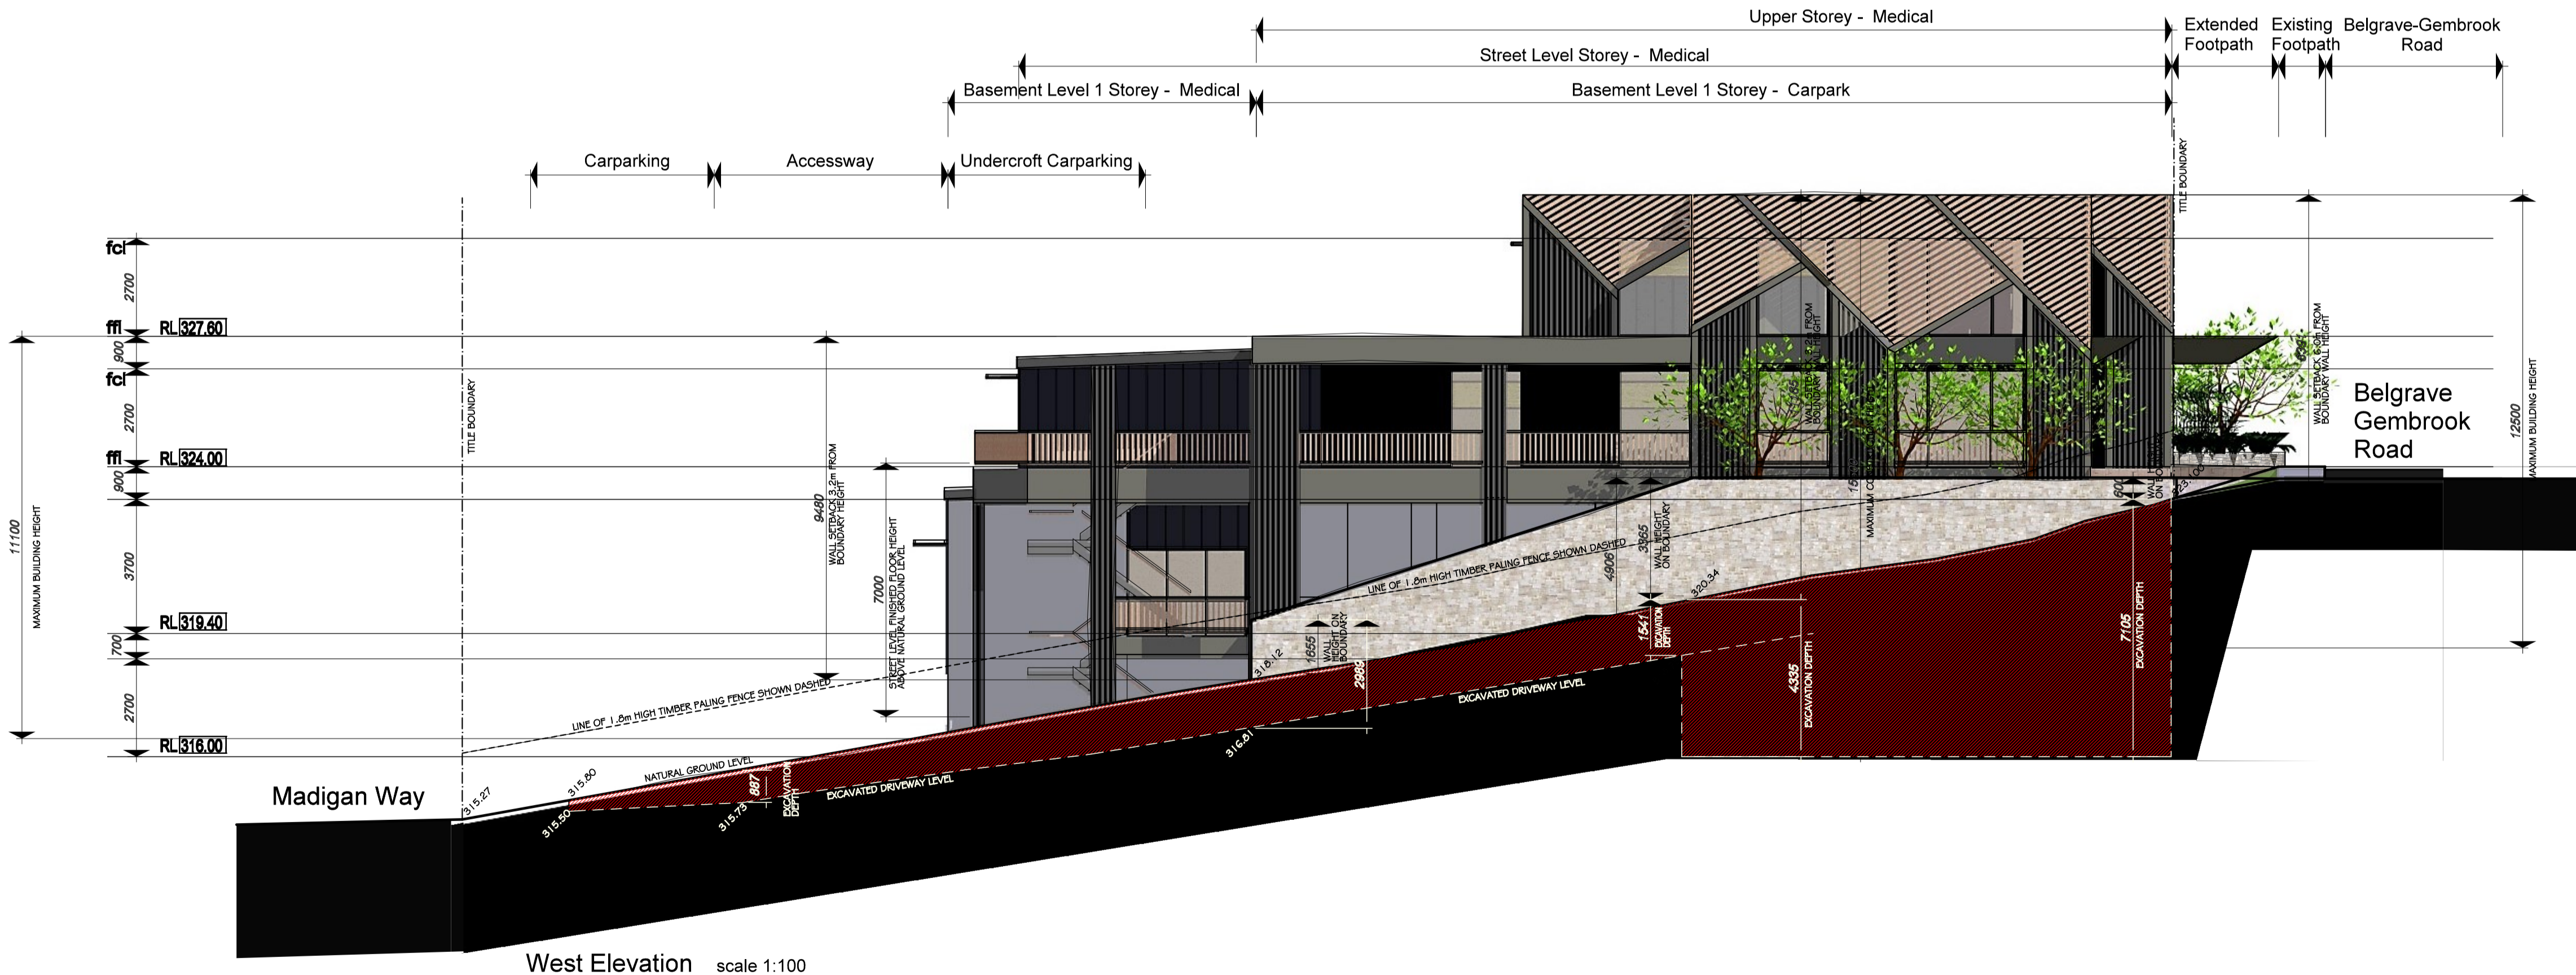 Upper Storey - Medical
Extended
Footpath
Existing
Footpath
Belgrave-Gembrook
Road
Street Level Storey - Medical
Basement Level 1 Storey - Medical
Basement Level 1 Storey - Carpark
Carparking
Accessway
Undercroft Carparking
TITLE BOUNDARY
TITLE BOUNDARY
fcl
2700
ffl
RL 327.60
900
fcl
2700
ffl
RL 324.00
900
3700
RL 319.40
700
2700
RL 316.00
11100
MAXIMUM BUILDING HEIGHT
9480
WALL SETBACK 3.2m FROM
BOUNDARY HEIGHT
7000
STREET LEVEL FINISHED FLOOR HEIGHT
ABOVE NATURAL GROUND LEVEL
WALL SETBACK 6.0m FROM
BOUNDARY WALL HEIGHT
12500
MAXIMUM BUILDING HEIGHT
Belgrave
Gembrook
Road
LINE OF 1.8m HIGH TIMBER PALING FENCE SHOWN DASHED
LINE OF 1.8m HIGH TIMBER PALING FENCE SHOWN DASHED
4906
3365
WALL HEIGHT
ON BOUNDARY
600
320.34
1541
EXCAVATION
DEPTH
1655
WALL
HEIGHT ON
BOUNDARY
2989
318.12
4335
EXCAVATION DEPTH
7105
EXCAVATION DEPTH
EXCAVATED DRIVEWAY LEVEL
316.81
NATURAL GROUND LEVEL
887
EXCAVATION
DEPTH
EXCAVATED DRIVEWAY LEVEL
315.80
315.27
315.50
315.73
Madigan Way
West Elevation scale 1:100